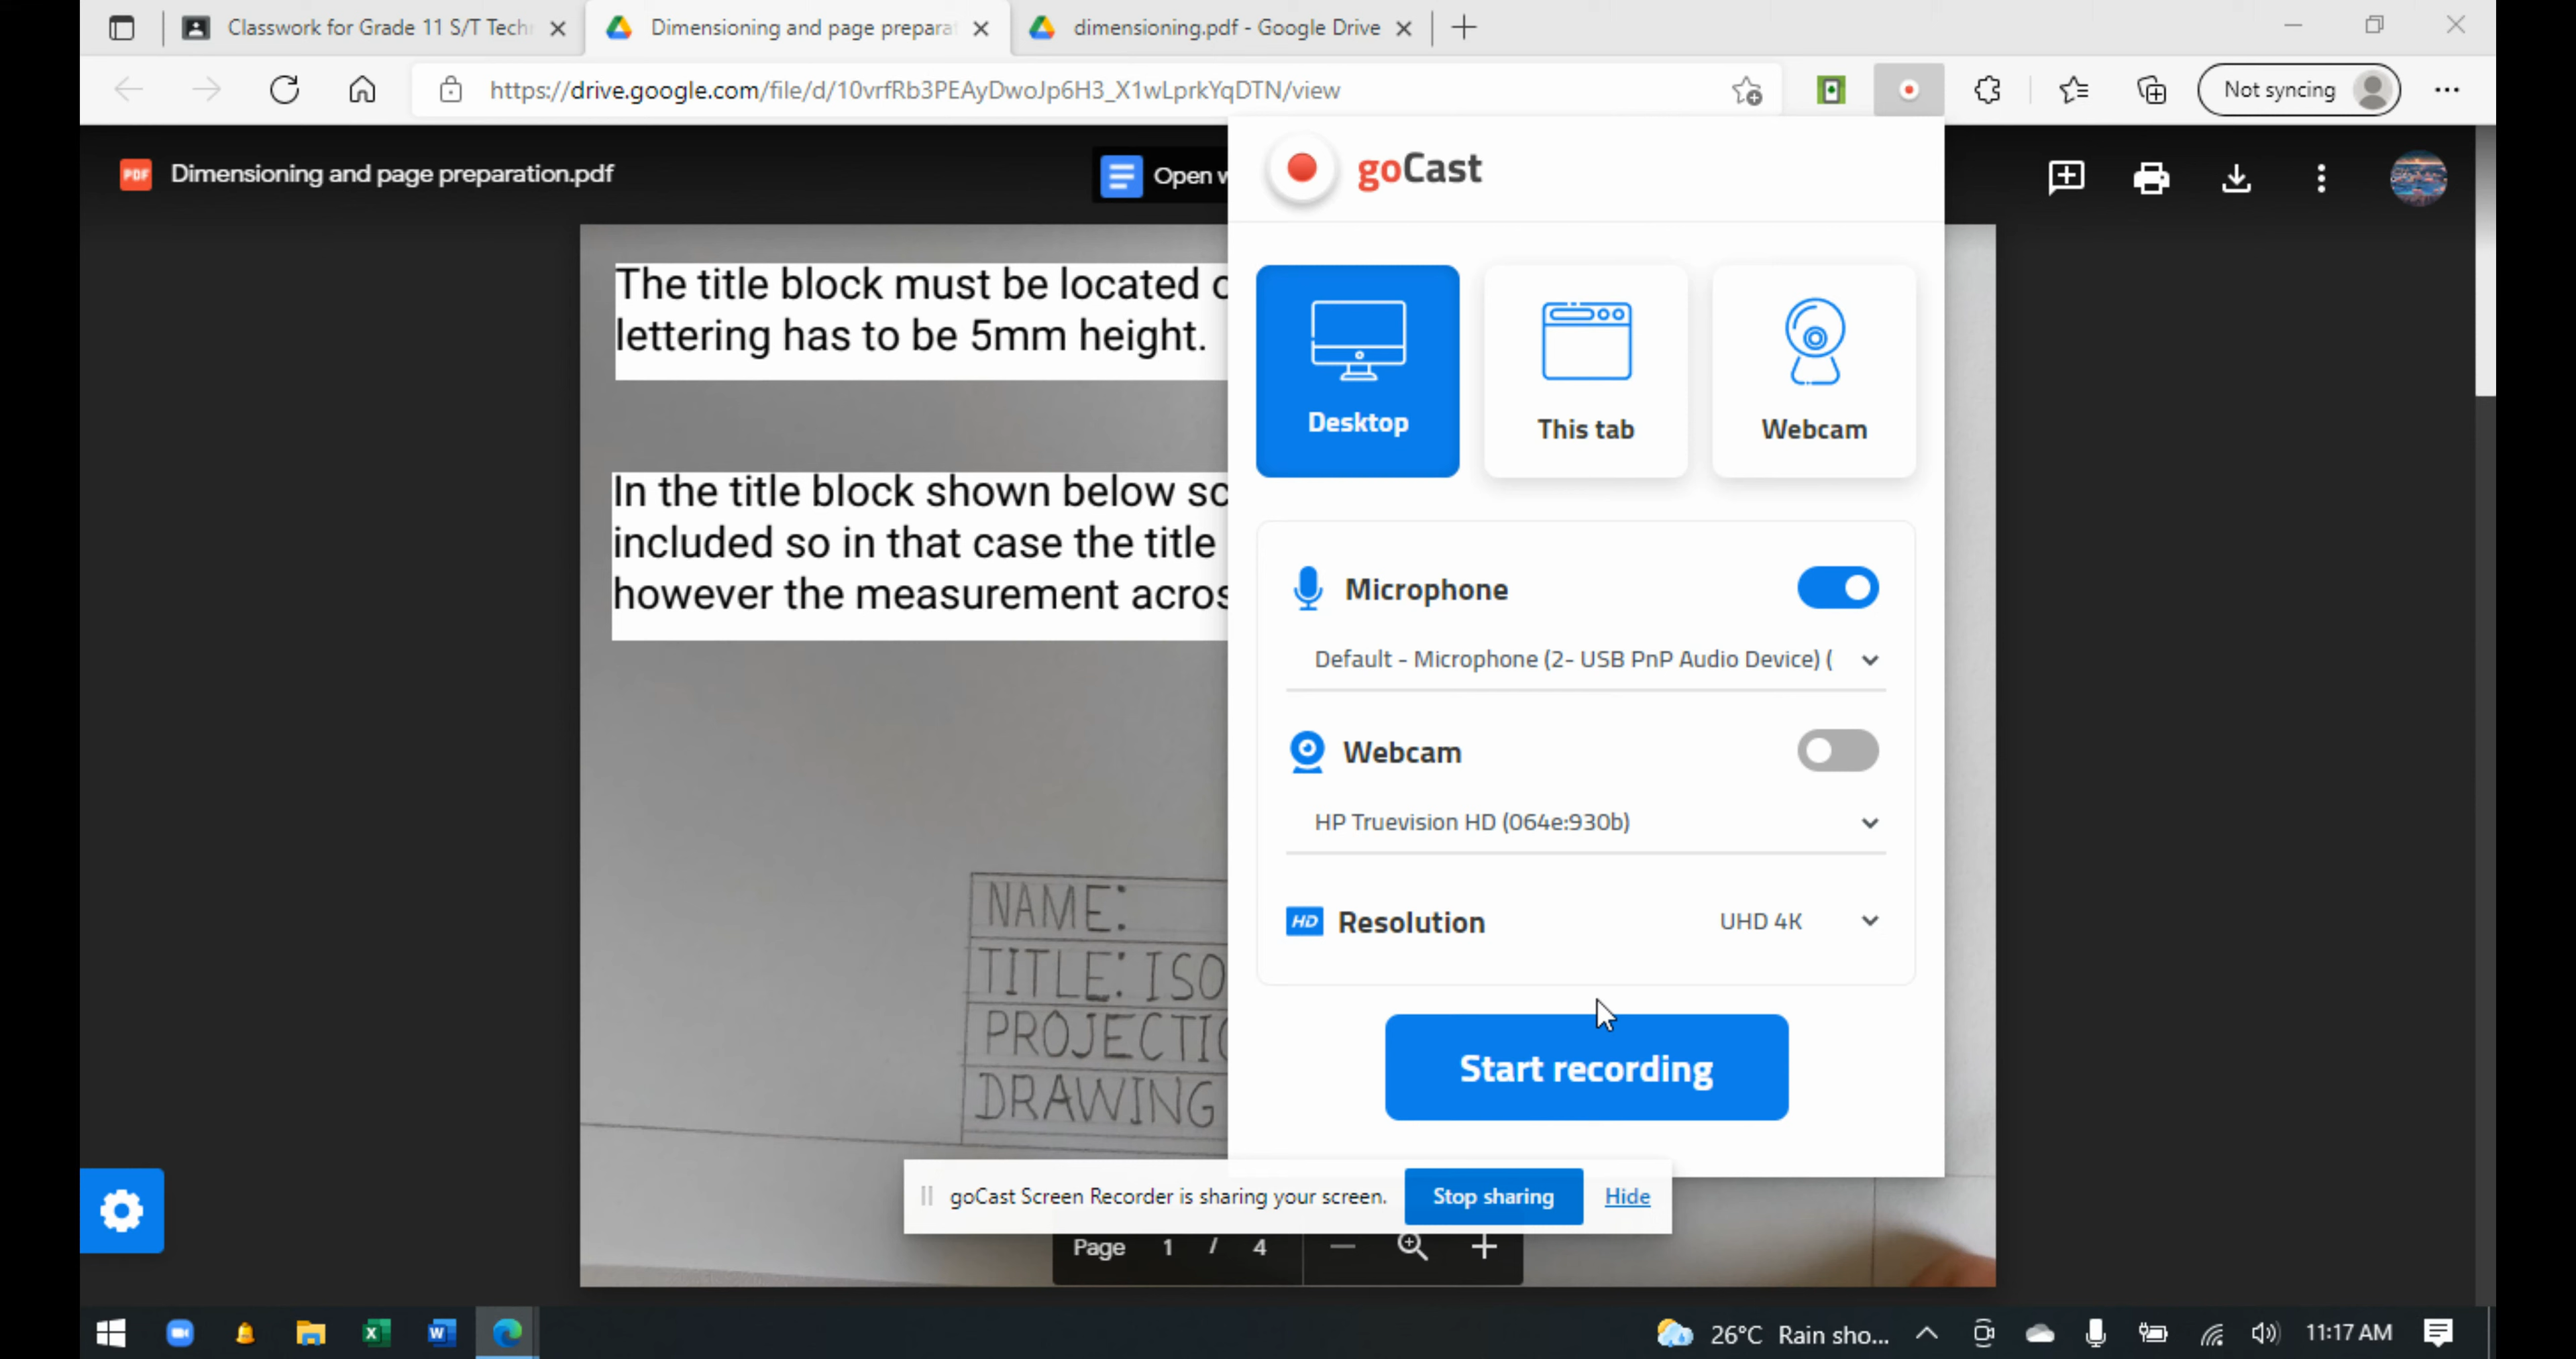 Classwork for Grade 11 S/T Tech
Dimensioning and page preparat
dimensioning.pdf - Google Drive
https://drive.google.com/file/d/10vrfRb3PEAyDwoJp6H3_X1wLprkYqDTN/view
Not syncing
PDF
Dimensioning and page preparation.pdf
Open w
goCast
The title block must be located
lettering has to be 5mm height.
In the title block shown below sc
included so in that case the title
however the measurement acros
NAME:
TITLE: ISO
PROJECTIO
DRAWING
Desktop
This tab
Webcam
Microphone
Default - Microphone (2- USB PnP Audio Device) (
Webcam
HP Truevision HD (064e:930b)
HD Resolution UHD 4K
Start recording
goCast Screen Recorder is sharing your screen. Stop sharing Hide
Page 1 / 4
26°C Rain sho... 11:17 AM